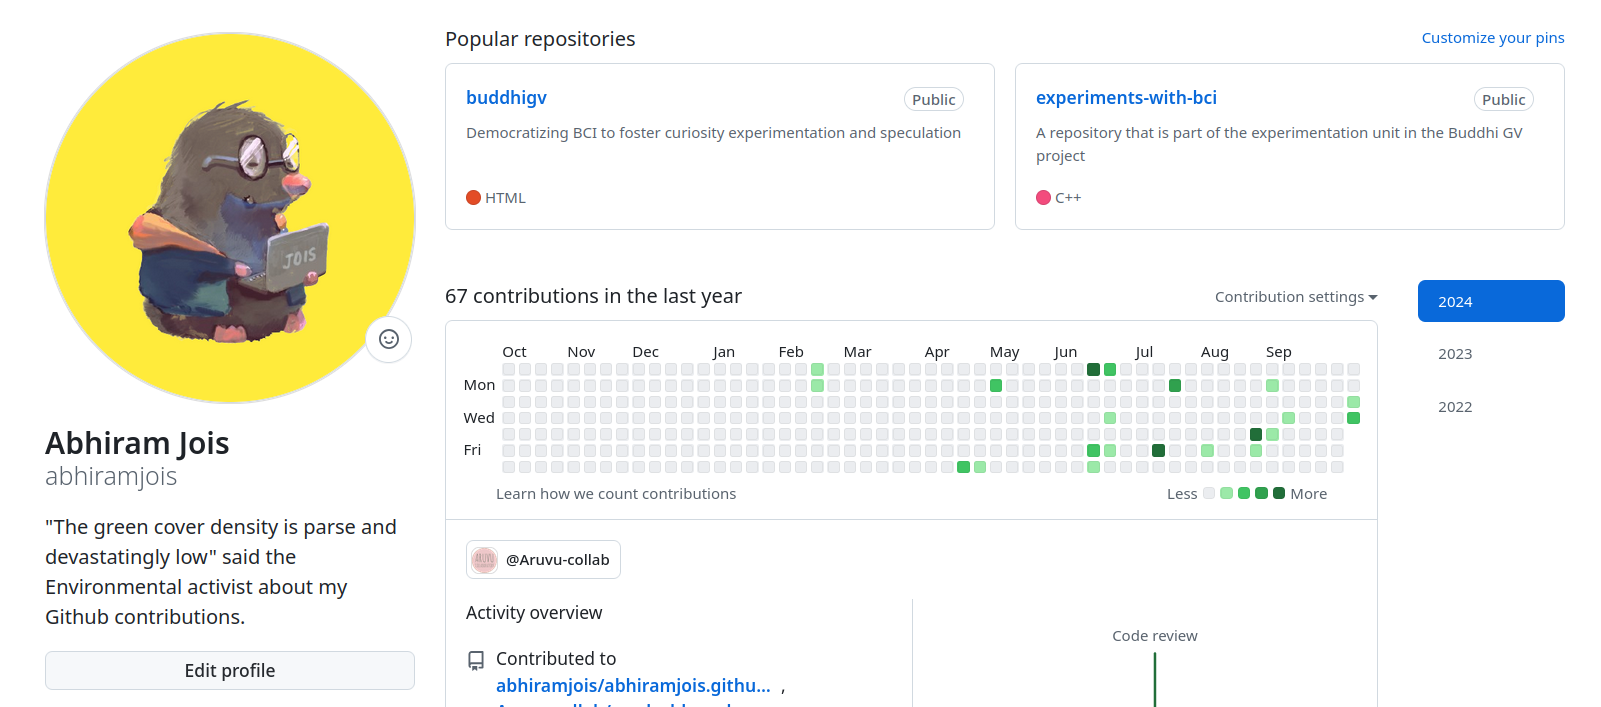 JOIS
Abhiram Jois
abhiramjois
"The green cover density is parse and
devastatingly low" said the
Environmental activist about my
Github contributions.
Edit profile
Popular repositories
Customize your pins
buddhigv
Public
Democratizing BCI to foster curiosity experimentation and speculation
HTML
experiments-with-bci
Public
A repository that is part of the experimentation unit in the Buddhi GV
project
C++
67 contributions in the last year
Contribution settings
2024
2023
2022
Oct Nov Dec Jan Feb Mar Apr May Jun Jul Aug Sep
Mon
Wed
Fri
Learn how we count contributions
Less
More
@Aruvu-collab
Activity overview
Contributed to
abhiramjois/abhiramjois.githu... ,
Code review